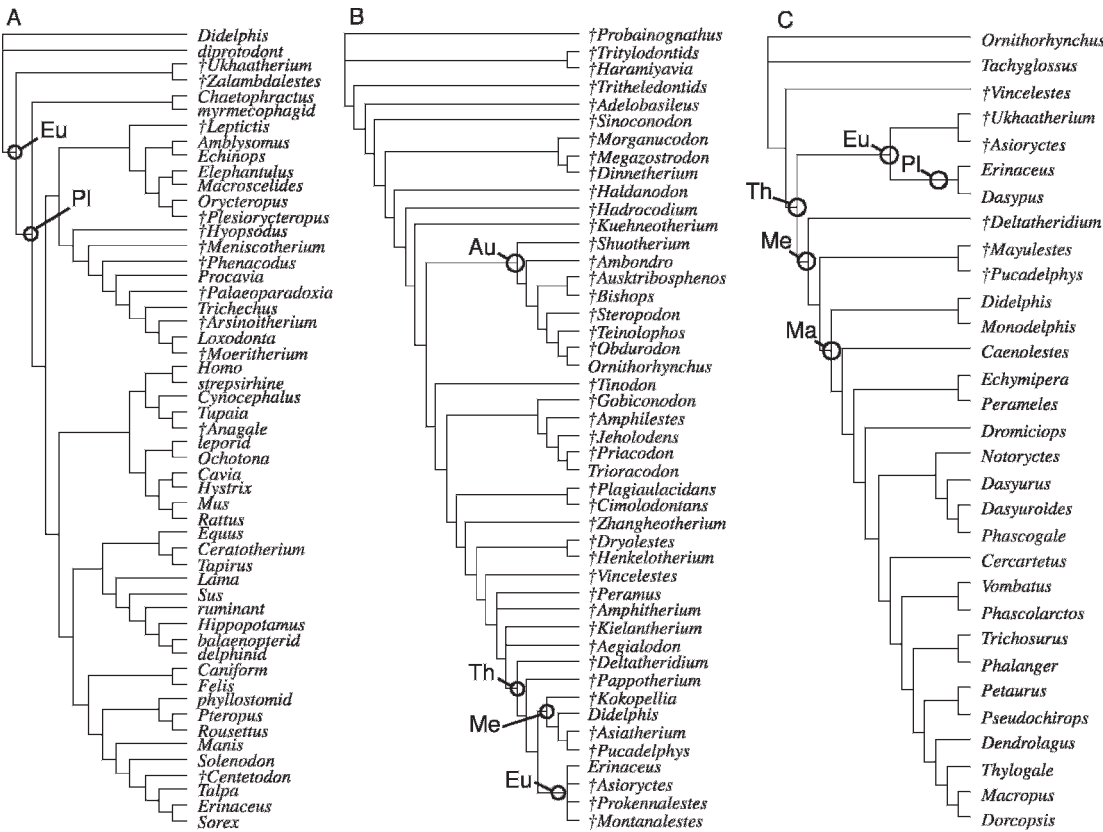 A
Didelphis
diprotodont
†Ukhaatherium
†Zalambdalestes
Chaetophractus
myrmecophagid
†Leptictis
Amblysomus
Echinops
Elephantulus
Macroscelides
Orycteropus
†Plesiorycteropus
†Hyopsodus
†Meniscotherium
†Phenacodus
Procavia
†Palaeoparadoxia
Trichechus
†Arsinoitherium
Loxodonta
†Moeritherium
Homo
strepsirhine
Cynocephalus
Tupaia
†Anagale
leporid
Ochotona
Cavia
Hystrix
Mus
Rattus
Equus
Ceratotherium
Tapirus
Lama
Sus
ruminant
Hippopotamus
balaenopterid
delphinid
Caniform
Felis
phyllostomid
Pteropus
Rousettus
Manis
Solenodon
†Centetodon
Talpa
Erinaceus
Sorex
Eu
Pl
B
†Probainognathus
†Tritylodontids
†Haramiyavia
†Tritheledontids
†Adelobasileus
†Sinoconodon
†Morganucodon
†Megazostrodon
†Dinnetherium
†Haldanodon
†Hadrocodium
†Kuehneotherium
†Shuotherium
†Ambondro
†Ausktribosphenos
†Bishops
†Steropodon
†Teinolophos
†Obdurodon
Ornithorhynchus
†Tinodon
†Gobiconodon
†Amphilestes
†Jeholodens
†Priacodon
Trioracodon
†Plagiaulacidans
†Cimolodontans
†Zhangheotherium
†Dryolestes
†Henkelotherium
†Vincelestes
†Peramus
†Amphitherium
†Kielantherium
†Aegialodon
†Deltatheridium
†Pappotherium
†Kokopellia
Didelphis
†Asiatherium
†Pucadelphys
Erinaceus
†Asioryctes
†Prokennalestes
†Montanalestes
Au
Th
Me
Eu
C
Ornithorhynchus
Tachyglossus
†Vincelestes
†Ukhaatherium
†Asioryctes
Erinaceus
Dasypus
†Deltatheridium
†Mayulestes
†Pucadelphys
Didelphis
Monodelphis
Caenolestes
Echymipera
Perameles
Dromiciops
Notoryctes
Dasyurus
Dasyuroides
Phascogale
Cercartetus
Vombatus
Phascolarctos
Trichosurus
Phalanger
Petaurus
Pseudochirops
Dendrolagus
Thylogale
Macropus
Dorcopsis
Eu
Pl
Th
Me
Ma